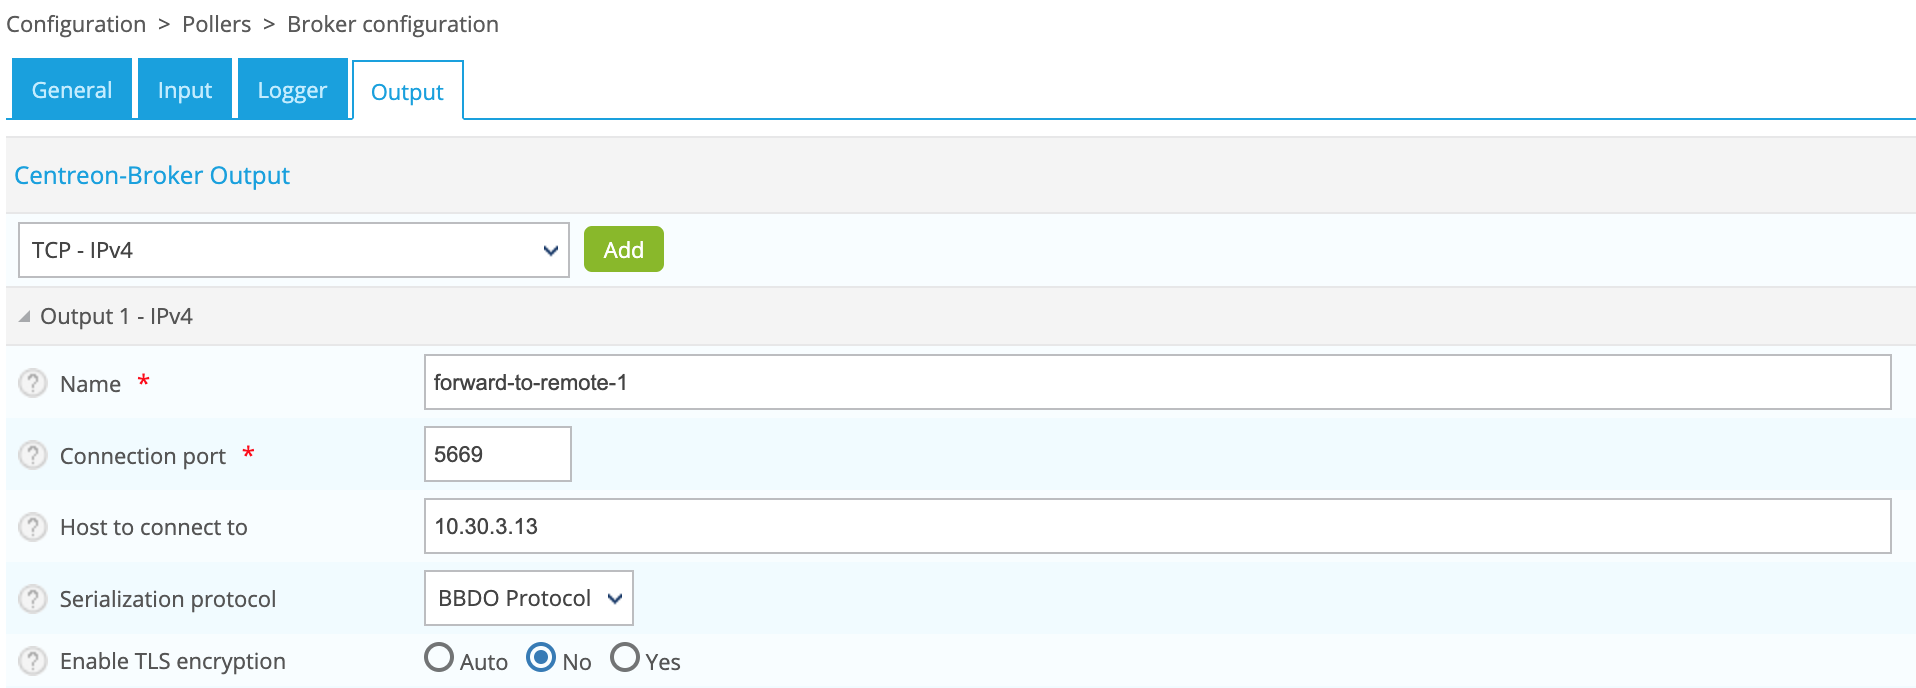 Configuration > Pollers > Broker configuration
General Input Logger Output
Centreon-Broker Output
TCP - IPv4 Add
Output 1 - IPv4
? Name * forward-to-remote-1
? Connection port * 5669
? Host to connect to 10.30.3.13
? Serialization protocol BBDO Protocol
? Enable TLS encryption Auto No Yes